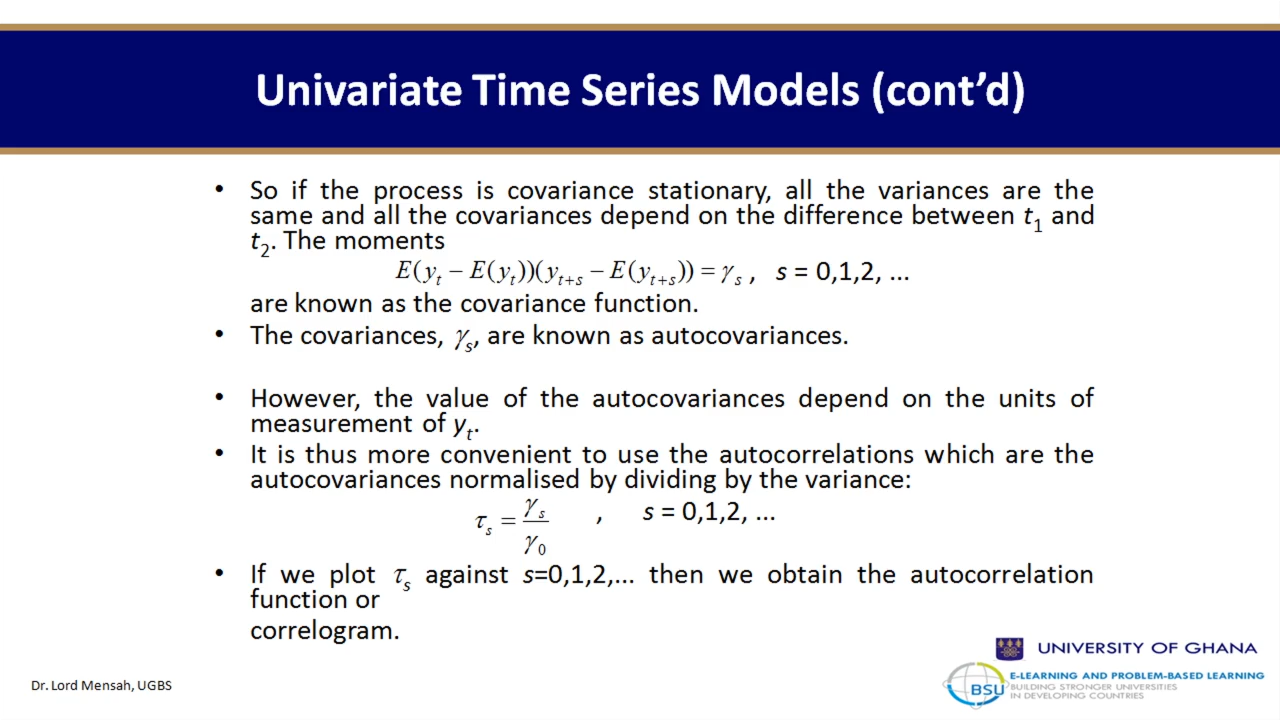 Univariate Time Series Models (cont’d)
• So if the process is covariance stationary, all the variances are the
same and all the covariances depend on the difference between t₁ and
t₂. The moments
E(yₜ − E(yₜ))(yₜ₊ₛ − E(yₜ₊ₛ)) = γₛ , s = 0,1,2, ...
are known as the covariance function.
• The covariances, γₛ, are known as autocovariances.
• However, the value of the autocovariances depend on the units of
measurement of yₜ.
• It is thus more convenient to use the autocorrelations which are the
autocovariances normalised by dividing by the variance:
τₛ = γₛ / γ₀ , s = 0,1,2, ...
• If we plot τₛ against s=0,1,2,... then we obtain the autocorrelation
function or
correlogram.
UNIVERSITY OF GHANA
Dr. Lord Mensah, UGBS
BSU
E-LEARNING AND PROBLEM-BASED LEARNING
BUILDING STRONGER UNIVERSITIES
IN DEVELOPING COUNTRIES